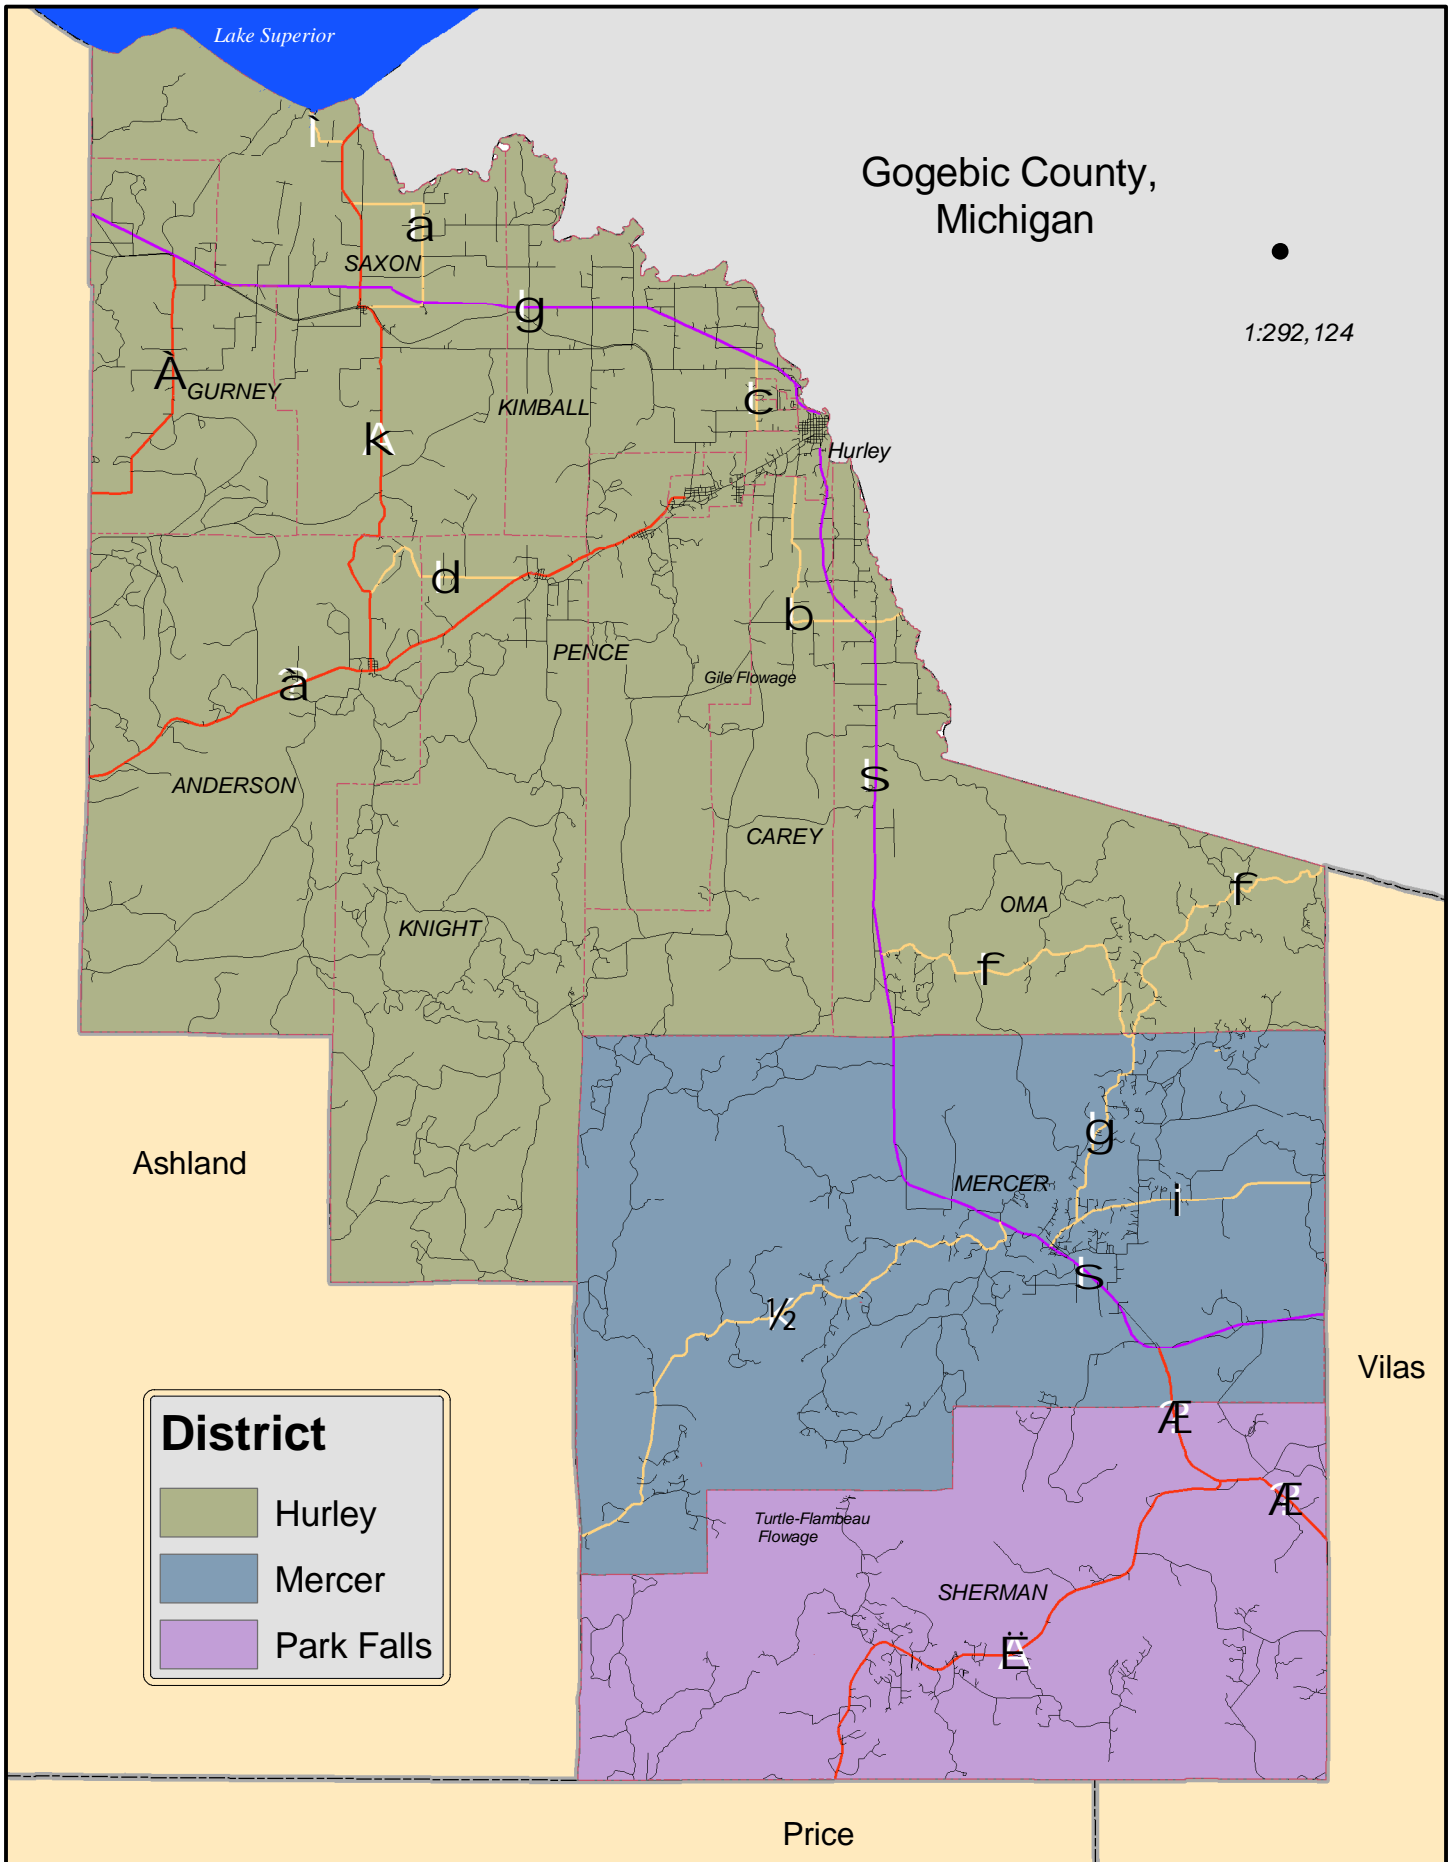 Lake Superior
Gogebic County,
Michigan
ì
a
SAXON
g
1:292,124
À
GURNEY
KIMBALL
c
k
Hurley
d
b
PENCE
Gile Flowage
à
ANDERSON
s
CAREY
f
OMA
KNIGHT
f
g
Ashland
MERCER
i
s
½
Vilas
District
Hurley
Mercer
Park Falls
Æ
Æ
Turtle-Flambeau
Flowage
SHERMAN
Ë
Price